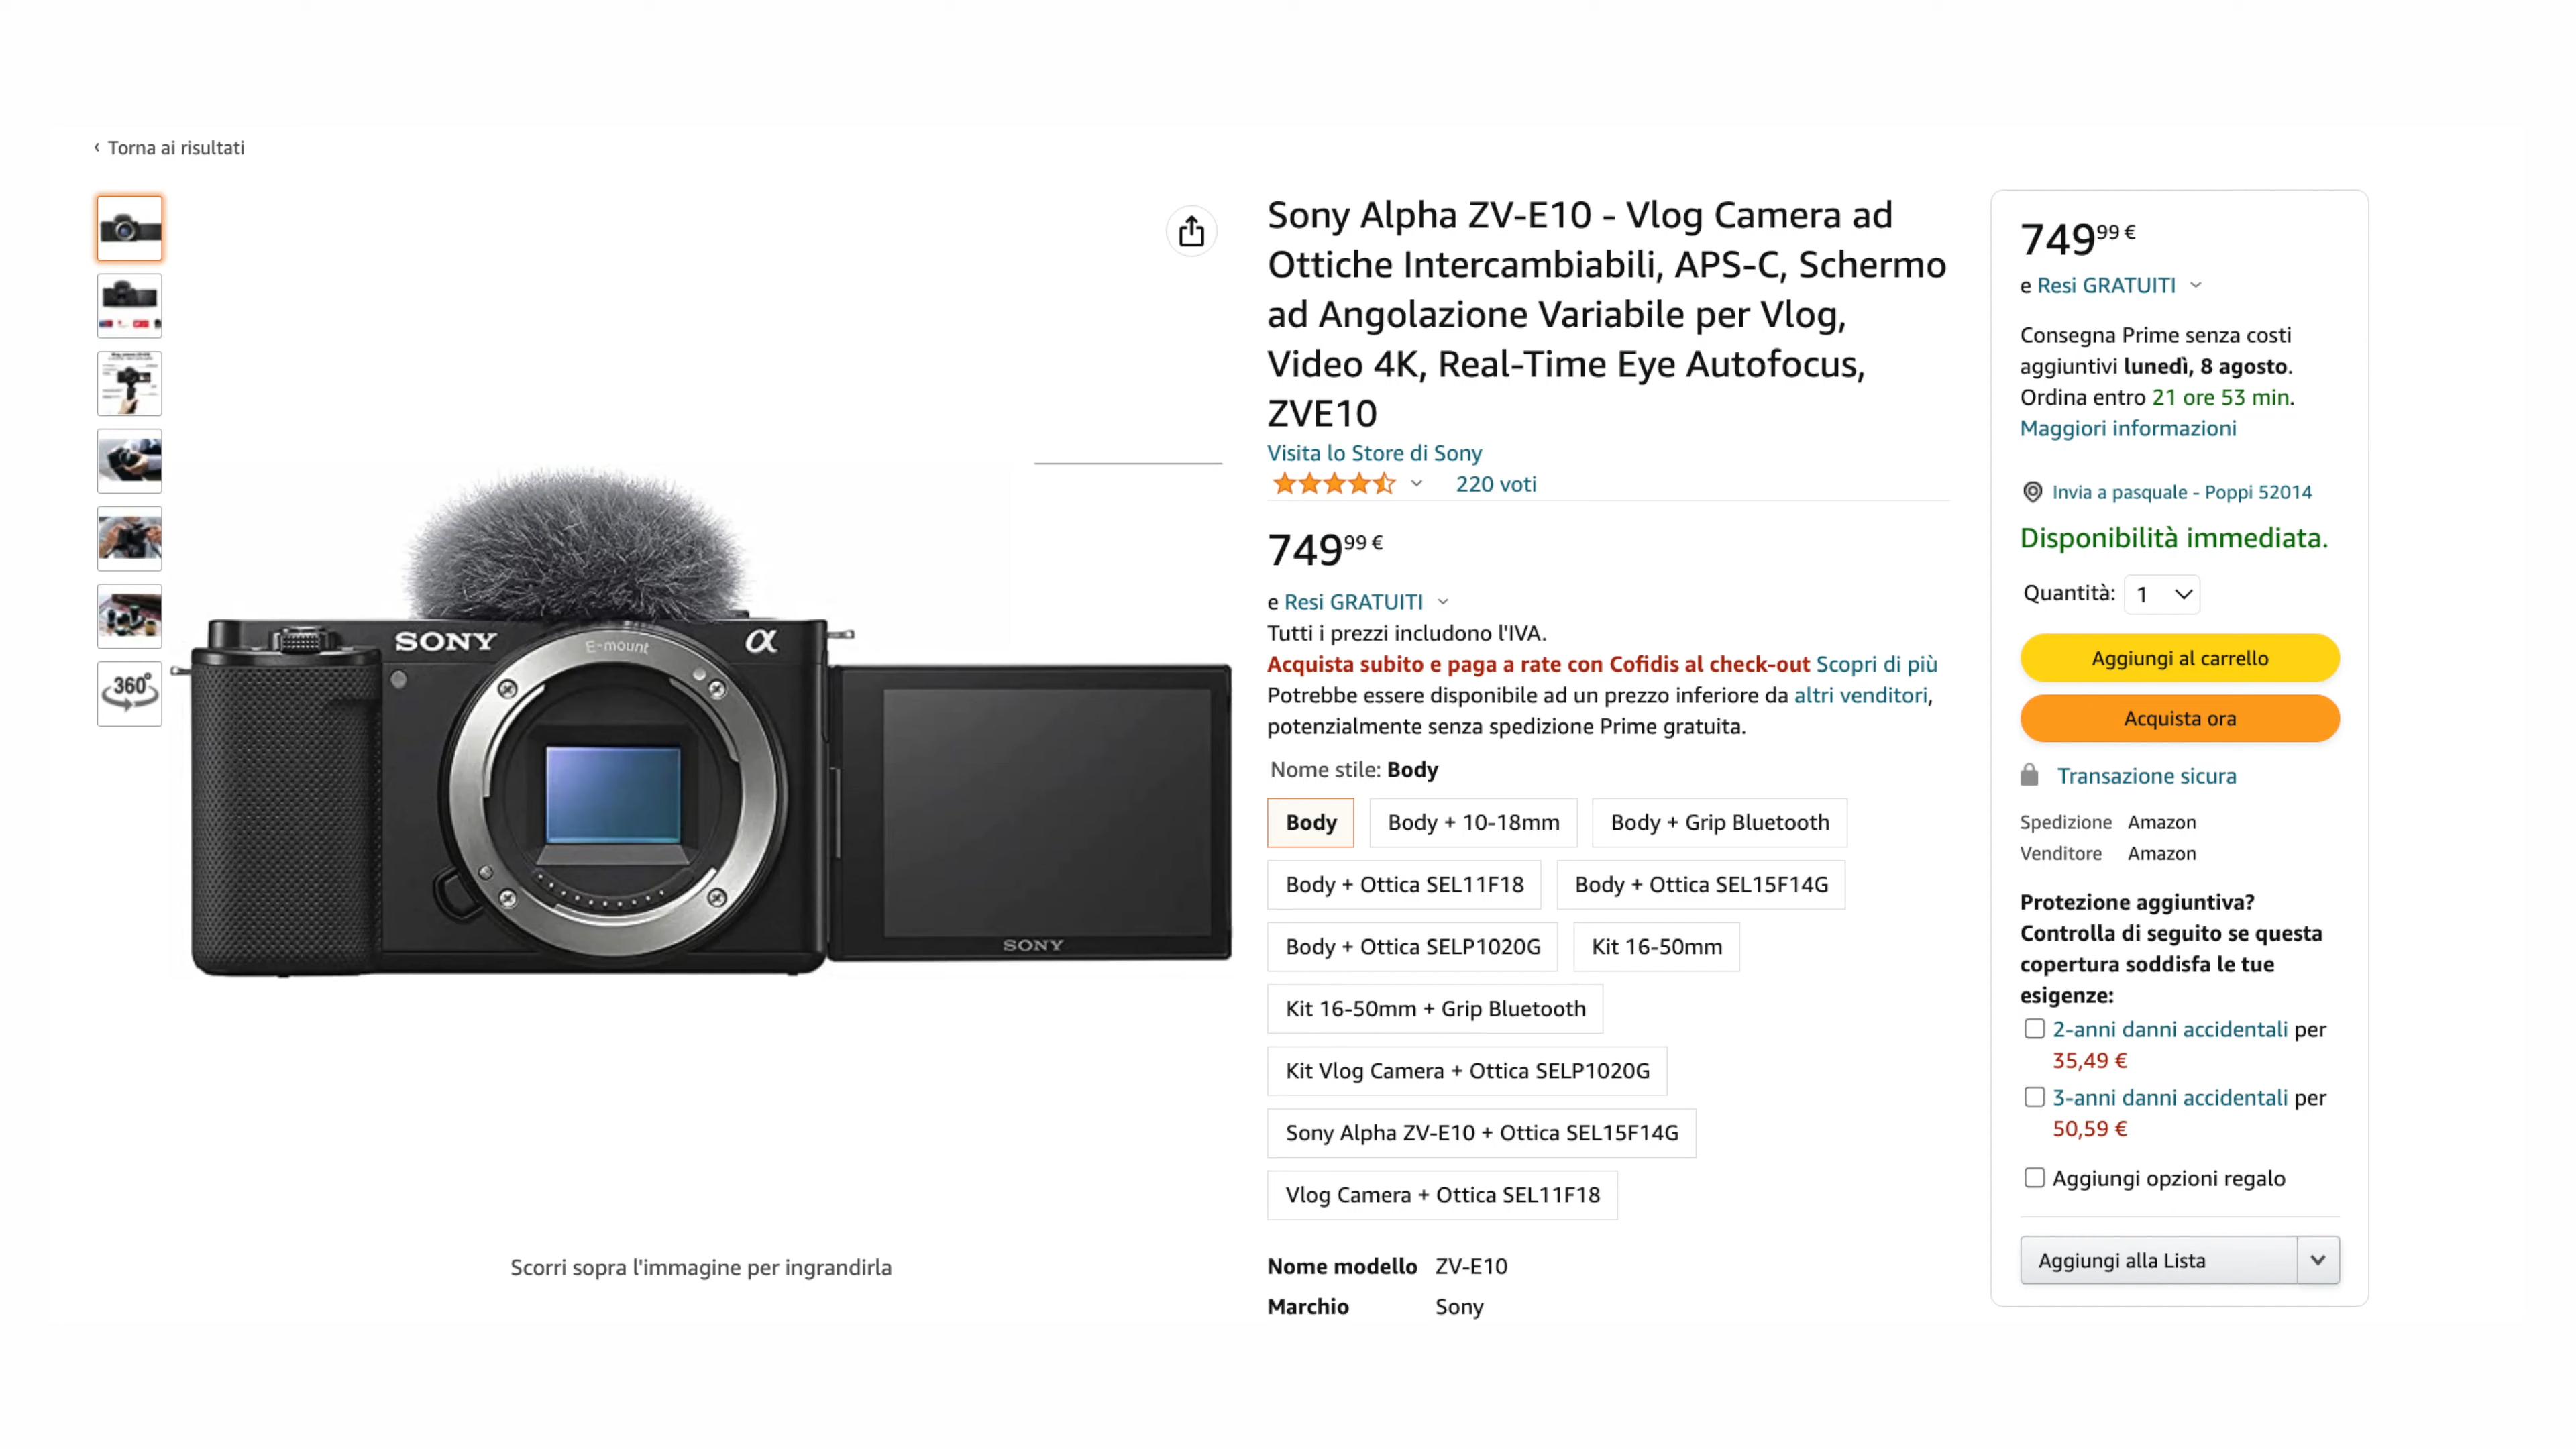 ‹ Torna ai risultati
360°
SONY
E-mount
α
SONY
Scorri sopra l'immagine per ingrandirla
Sony Alpha ZV-E10 - Vlog Camera ad
Ottiche Intercambiabili, APS-C, Schermo
ad Angolazione Variabile per Vlog,
Video 4K, Real-Time Eye Autofocus,
ZVE10
Visita lo Store di Sony
220 voti
749 99 €
e Resi GRATUITI
Tutti i prezzi includono l'IVA.
Acquista subito e paga a rate con Cofidis al check-out Scopri di più
Potrebbe essere disponibile ad un prezzo inferiore da altri venditori,
potenzialmente senza spedizione Prime gratuita.
Nome stile: Body
Body Body + 10-18mm Body + Grip Bluetooth
Body + Ottica SEL11F18 Body + Ottica SEL15F14G
Body + Ottica SELP1020G Kit 16-50mm
Kit 16-50mm + Grip Bluetooth
Kit Vlog Camera + Ottica SELP1020G
Sony Alpha ZV-E10 + Ottica SEL15F14G
Vlog Camera + Ottica SEL11F18
Nome modello ZV-E10
Marchio Sony
749 99 €
e Resi GRATUITI
Consegna Prime senza costi
aggiuntivi lunedì, 8 agosto.
Ordina entro 21 ore 53 min.
Maggiori informazioni
Invia a pasquale - Poppi 52014
Disponibilità immediata.
Quantità: 1
Aggiungi al carrello
Acquista ora
Transazione sicura
Spedizione Amazon
Venditore Amazon
Protezione aggiuntiva?
Controlla di seguito se questa
copertura soddisfa le tue
esigenze:
2-anni danni accidentali per
35,49 €
3-anni danni accidentali per
50,59 €
Aggiungi opzioni regalo
Aggiungi alla Lista